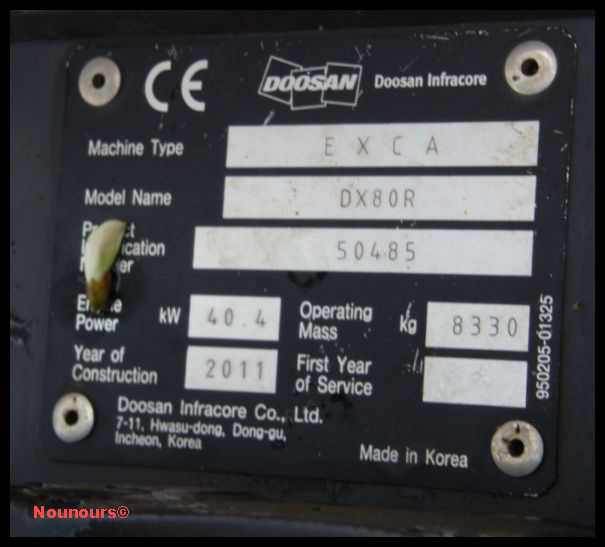 CE DOOSAN Doosan Infracore
Machine Type E X C A
Model Name DX80R
50485
kW 40.4
Power
Operating
Mass kg 8330
Year of
Construction 2011
First Year
of Service
950205-01325
Doosan Infracore Co., Ltd.
7-11, Hwasu-dong, Dong-gu,
Incheon, Korea
Made in Korea
Nounours©